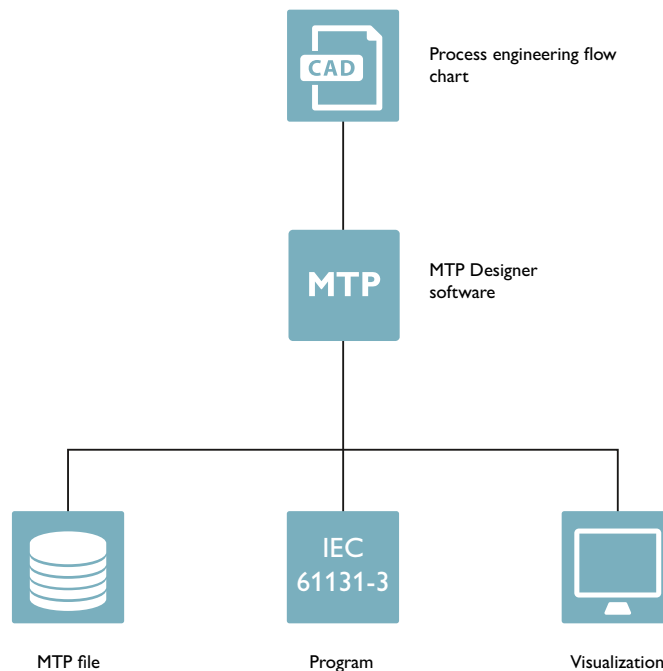 CAD
Process engineering flow
chart
MTP
MTP Designer
software
IEC
61131-3
MTP file
Program
Visualization